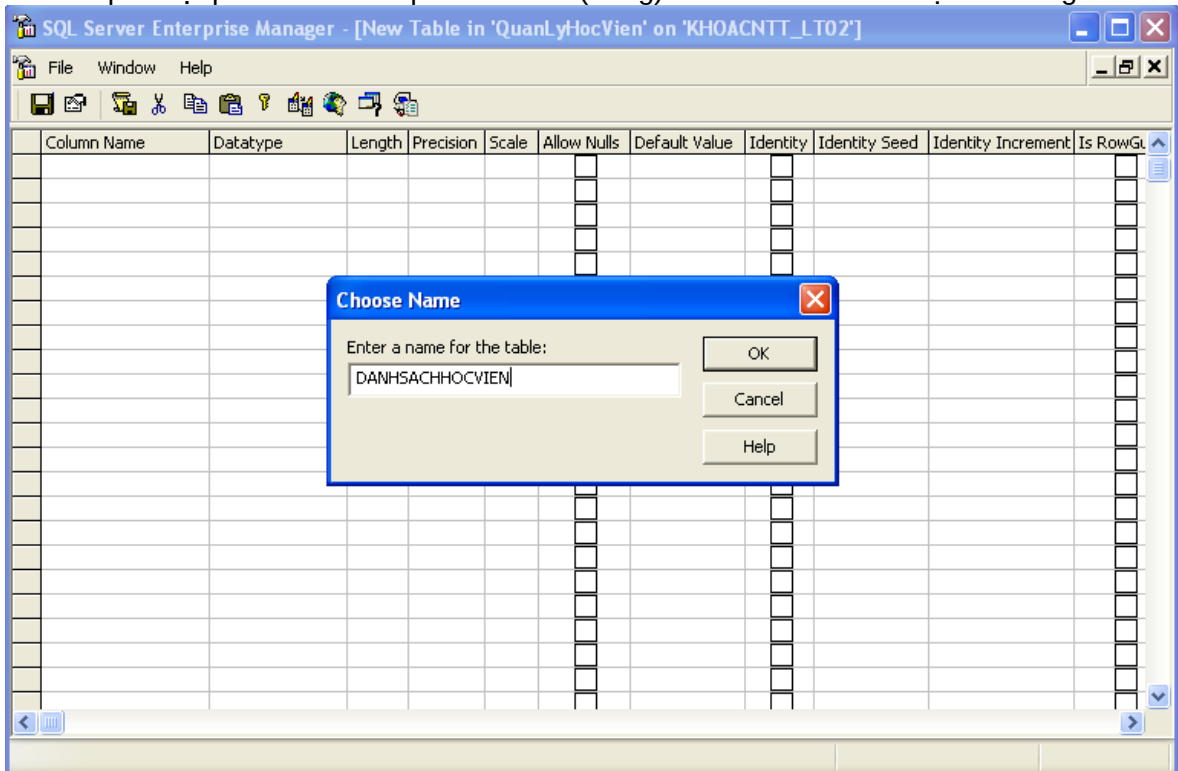 SQL Server Enterprise Manager - [New Table in 'QuanLyHocVien' on 'KHOACNTT_LT02']
File Window Help
Column Name Datatype Length Precision Scale Allow Nulls Default Value Identity Identity Seed Identity Increment Is RowGu
Choose Name
Enter a name for the table:
OK
DANHSACHHOCVIEN
Cancel
Help